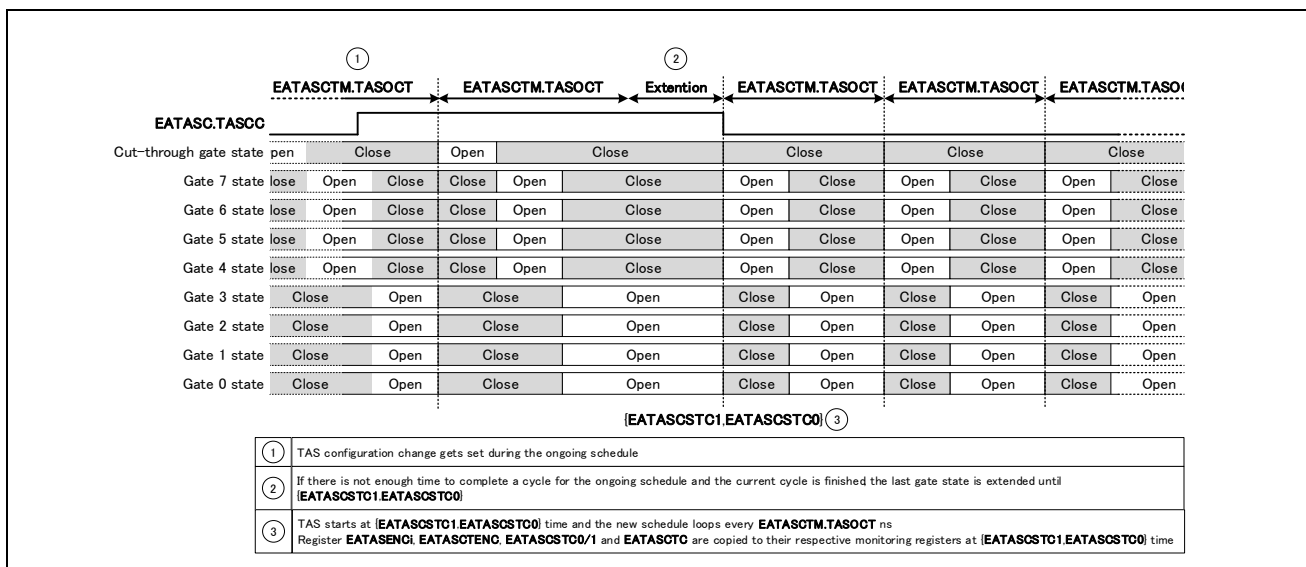 1 2
EATASCTM.TASOCT EATASCTM.TASOCT Extention EATASCTM.TASOCT EATASCTM.TASOCT EATASCTM.TASO
EATASC.TASCC
Cut-through gate state pen Close Open Close Close Close Close
Gate 7 state lose Open Close Close Open Close Open Close Open Close Open Close
Gate 6 state lose Open Close Close Open Close Open Close Open Close Open Close
Gate 5 state lose Open Close Close Open Close Open Close Open Close Open Close
Gate 4 state lose Open Close Close Open Close Open Close Open Close Open Close
Gate 3 state Close Open Close Open Close Open Close Open Close Open
Gate 2 state Close Open Close Open Close Open Close Open Close Open
Gate 1 state Close Open Close Open Close Open Close Open Close Open
Gate 0 state Close Open Close Open Close Open Close Open Close Open
{EATASCSTC1,EATASCSTC0} 3
1 TAS configuration change gets set during the ongoing schedule
2 If there is not enough time to complete a cycle for the ongoing schedule and the current cycle is finished, the last gate state is extended until
{EATASCSTC1.EATASCSTC0}
3 TAS starts at {EATASCSTC1.EATASCSTC0} time and the new schedule loops every EATASCTM.TASOCT ns
Register EATASENCi, EATASCTENC, EATASCSTC0/1 and EATASCTC are copied to their respective monitoring registers at {EATASCSTC1,EATASCSTC0} time